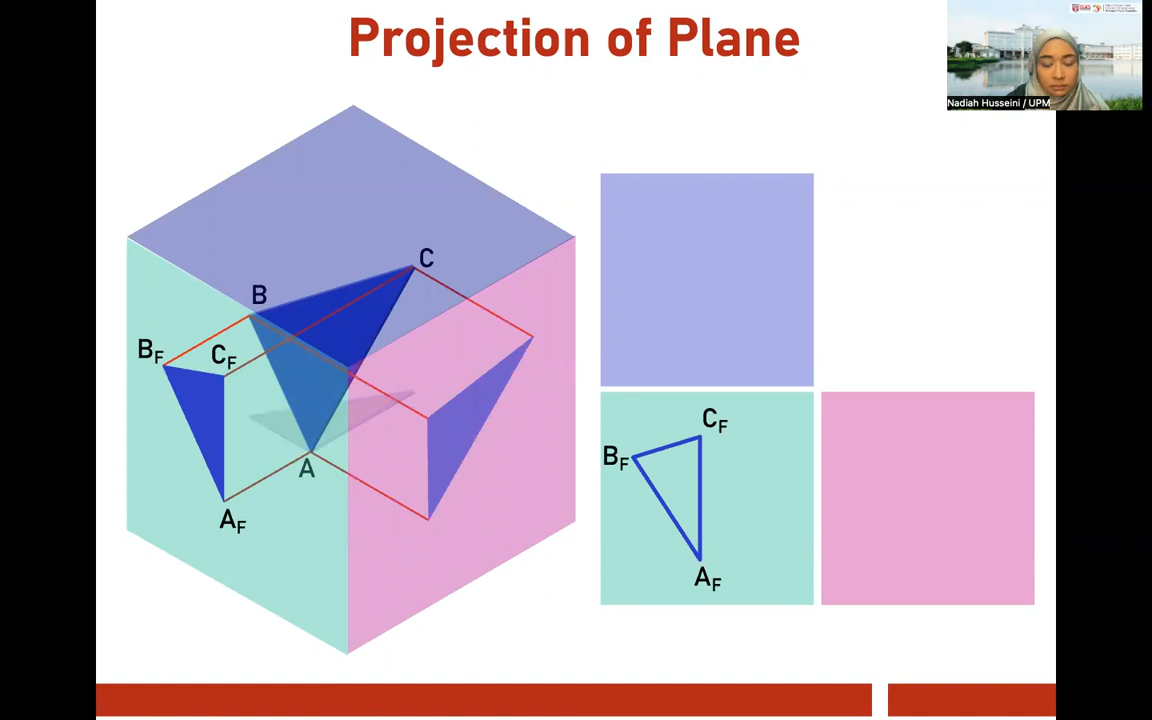 Projection of Plane
Nadiah Husseini / UPM
C
B
B_F
C_F
A
A_F
C_F
B_F
A_F